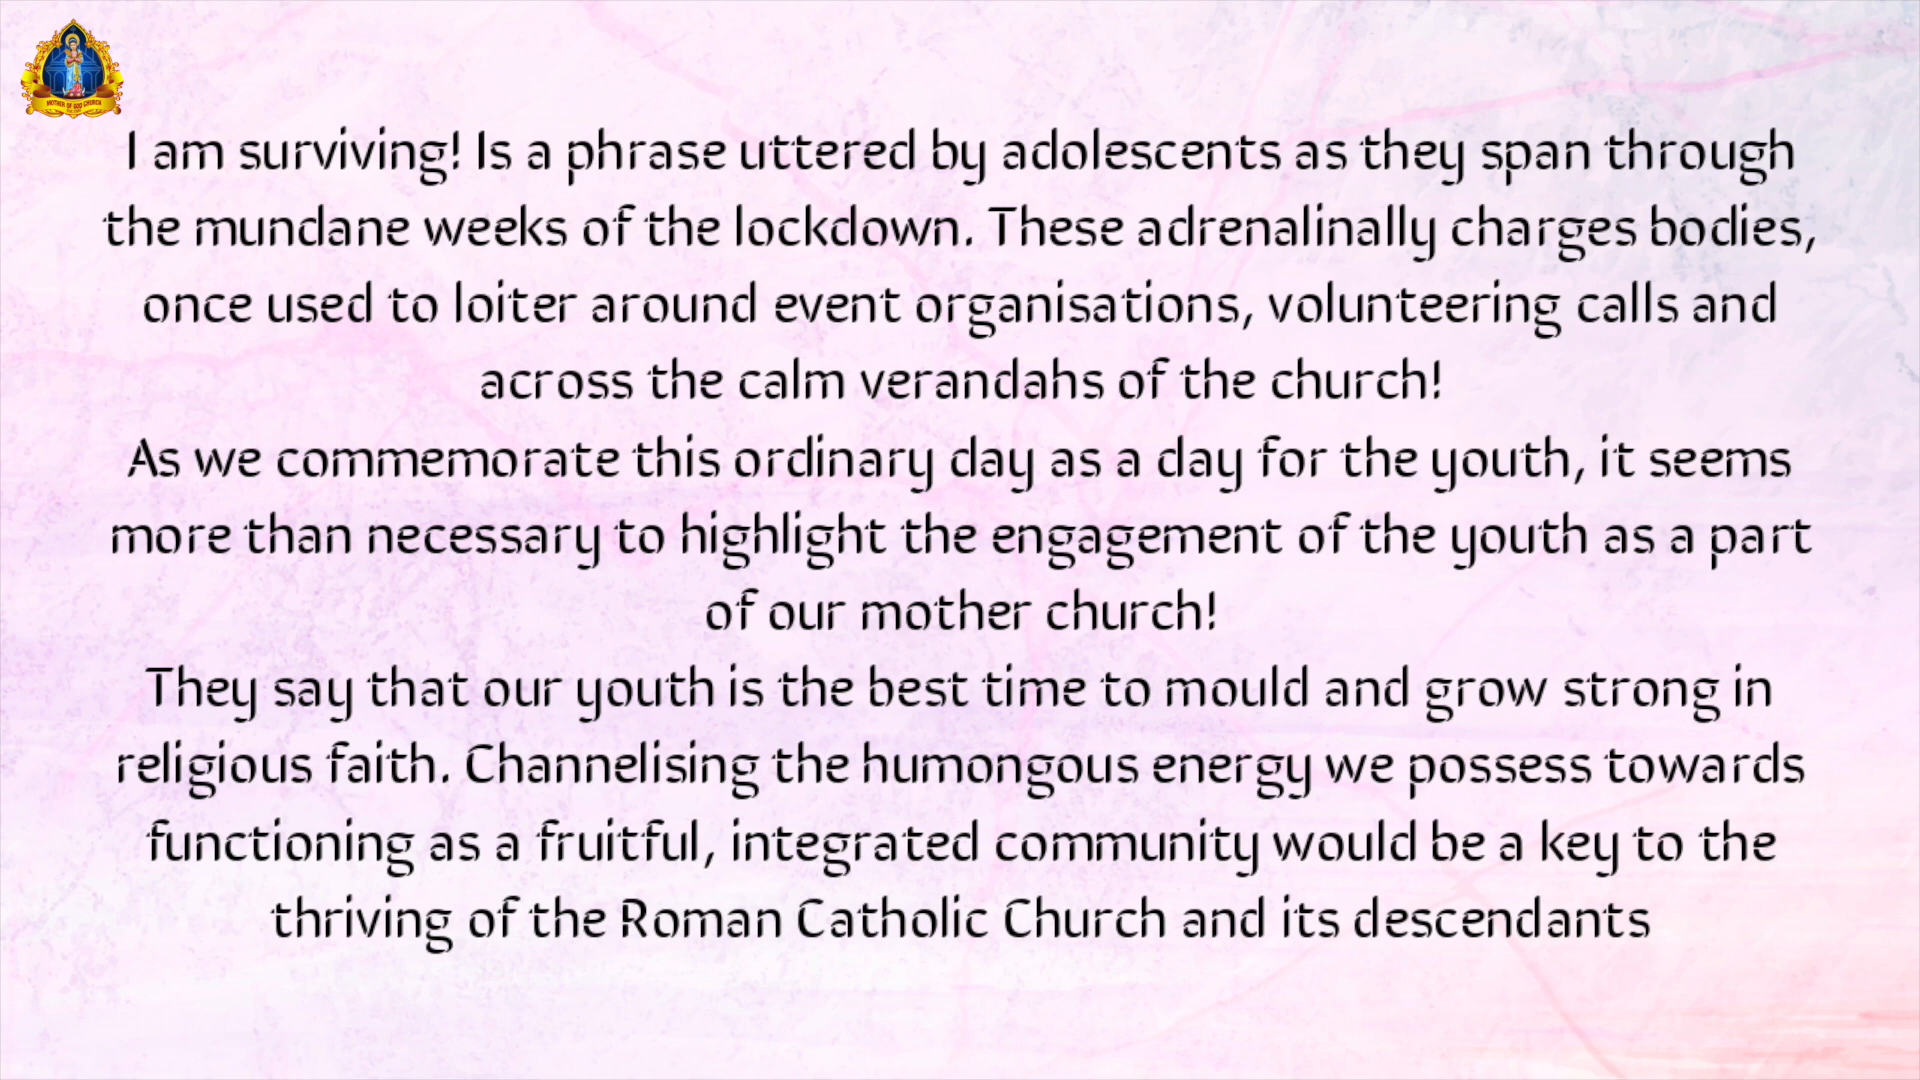 MOTHER OF GOD CHURCH
I am surviving! Is a phrase uttered by adolescents as they span through
the mundane weeks of the lockdown. These adrenalinally charges bodies,
once used to loiter around event organisations, volunteering calls and
across the calm verandahs of the church!
As we commemorate this ordinary day as a day for the youth, it seems
more than necessary to highlight the engagement of the youth as a part
of our mother church!
They say that our youth is the best time to mould and grow strong in
religious faith. Channelising the humongous energy we possess towards
functioning as a fruitful, integrated community would be a key to the
thriving of the Roman Catholic Church and its descendants